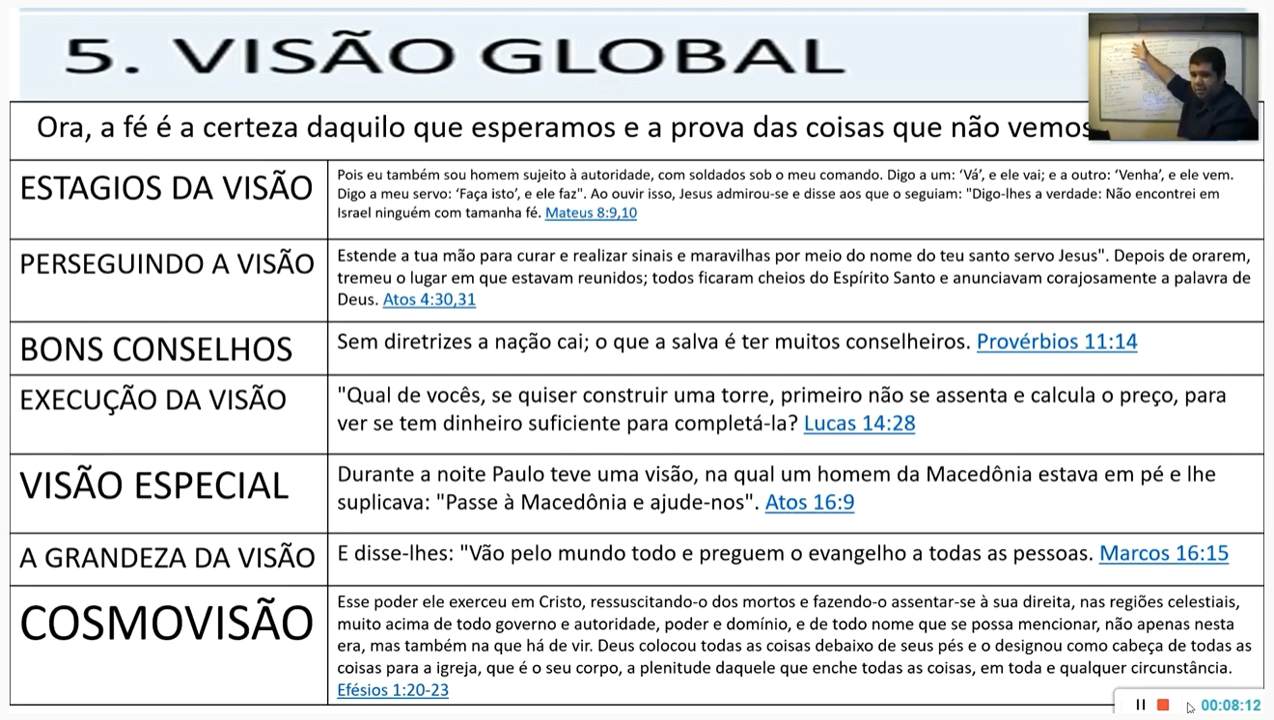 5. VISÃO GLOBAL
Ora, a fé é a certeza daquilo que esperamos e a prova das coisas que não vemos
ESTAGIOS DA VISÃO
Pois eu também sou homem sujeito à autoridade, com soldados sob o meu comando. Digo a um: ‘Vá’, e ele vai; e a outro: ‘Venha’, e ele vem.
Digo a meu servo: ‘Faça isto’, e ele faz". Ao ouvir isso, Jesus admirou-se e disse aos que o seguiam: "Digo-lhes a verdade: Não encontrei em
Israel ninguém com tamanha fé. Mateus 8:9,10
PERSEGUINDO A VISÃO
Estende a tua mão para curar e realizar sinais e maravilhas por meio do nome do teu santo servo Jesus". Depois de orarem,
tremeu o lugar em que estavam reunidos; todos ficaram cheios do Espírito Santo e anunciavam corajosamente a palavra de
Deus. Atos 4:30,31
BONS CONSELHOS
Sem diretrizes a nação cai; o que a salva é ter muitos conselheiros. Provérbios 11:14
EXECUÇÃO DA VISÃO
"Qual de vocês, se quiser construir uma torre, primeiro não se assenta e calcula o preço, para
ver se tem dinheiro suficiente para completá-la? Lucas 14:28
VISÃO ESPECIAL
Durante a noite Paulo teve uma visão, na qual um homem da Macedônia estava em pé e lhe
suplicava: "Passe à Macedônia e ajude-nos". Atos 16:9
A GRANDEZA DA VISÃO
E disse-lhes: "Vão pelo mundo todo e preguem o evangelho a todas as pessoas. Marcos 16:15
COSMOVISÃO
Esse poder ele exerceu em Cristo, ressuscitando-o dos mortos e fazendo-o assentar-se à sua direita, nas regiões celestiais,
muito acima de todo governo e autoridade, poder e domínio, e de todo nome que se possa mencionar, não apenas nesta
era, mas também na que há de vir. Deus colocou todas as coisas debaixo de seus pés e o designou como cabeça de todas as
coisas para a igreja, que é o seu corpo, a plenitude daquele que enche todas as coisas, em toda e qualquer circunstância.
Efésios 1:20-23
00:08:12